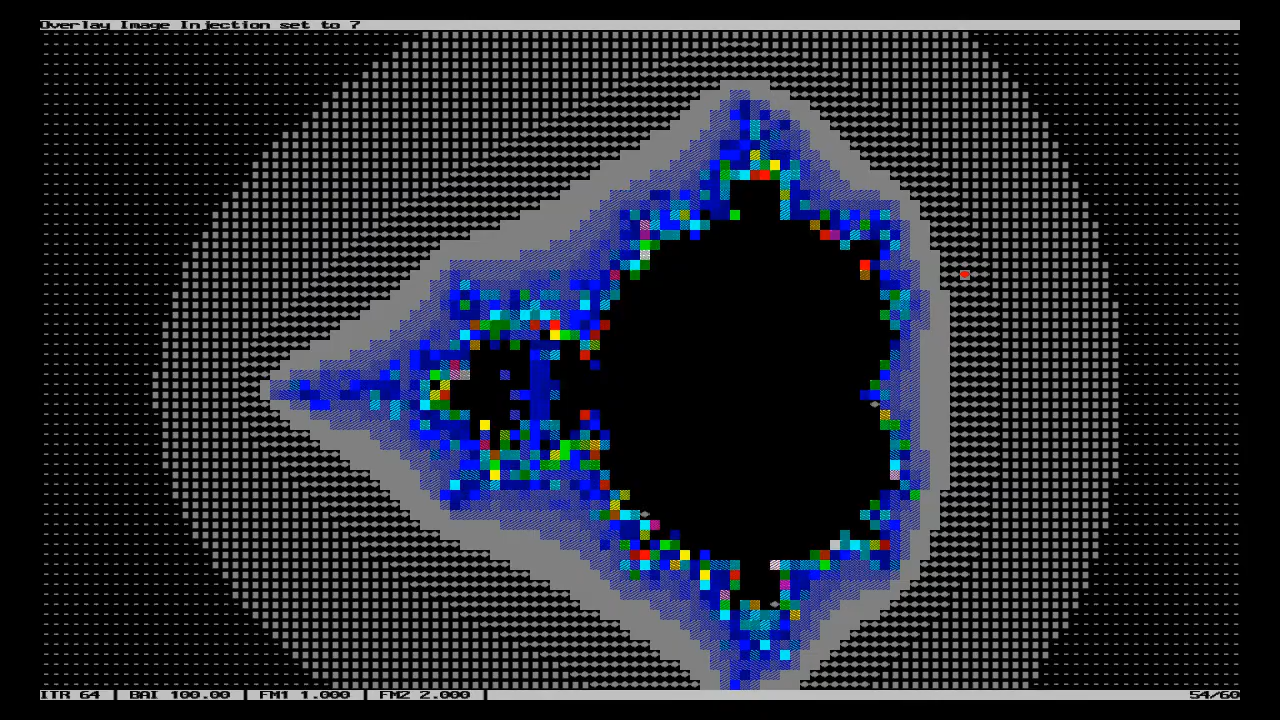 Overlay Image Injection set to 7
ITR 64 | BAI 100.00 | FM1 1.000 | FM2 2.000 | 54/60